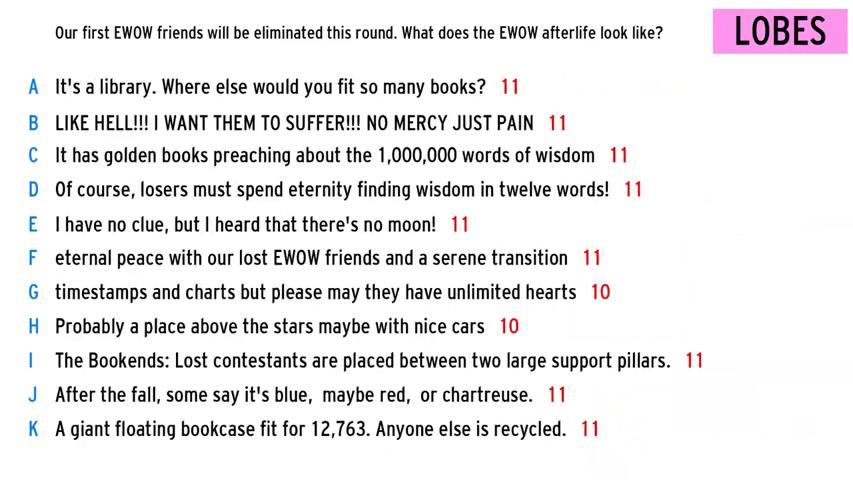 Our first EWOW friends will be eliminated this round. What does the EWOW afterlife look like?
LOBES
A It's a library. Where else would you fit so many books? 11
B LIKE HELL!!! I WANT THEM TO SUFFER!!! NO MERCY JUST PAIN 11
C It has golden books preaching about the 1,000,000 words of wisdom 11
D Of course, losers must spend eternity finding wisdom in twelve words! 11
E I have no clue, but I heard that there's no moon! 11
F eternal peace with our lost EWOW friends and a serene transition 11
G timestamps and charts but please may they have unlimited hearts 10
H Probably a place above the stars maybe with nice cars 10
I The Bookends: Lost contestants are placed between two large support pillars. 11
J After the fall, some say it's blue, maybe red, or chartreuse. 11
K A giant floating bookcase fit for 12,763. Anyone else is recycled. 11